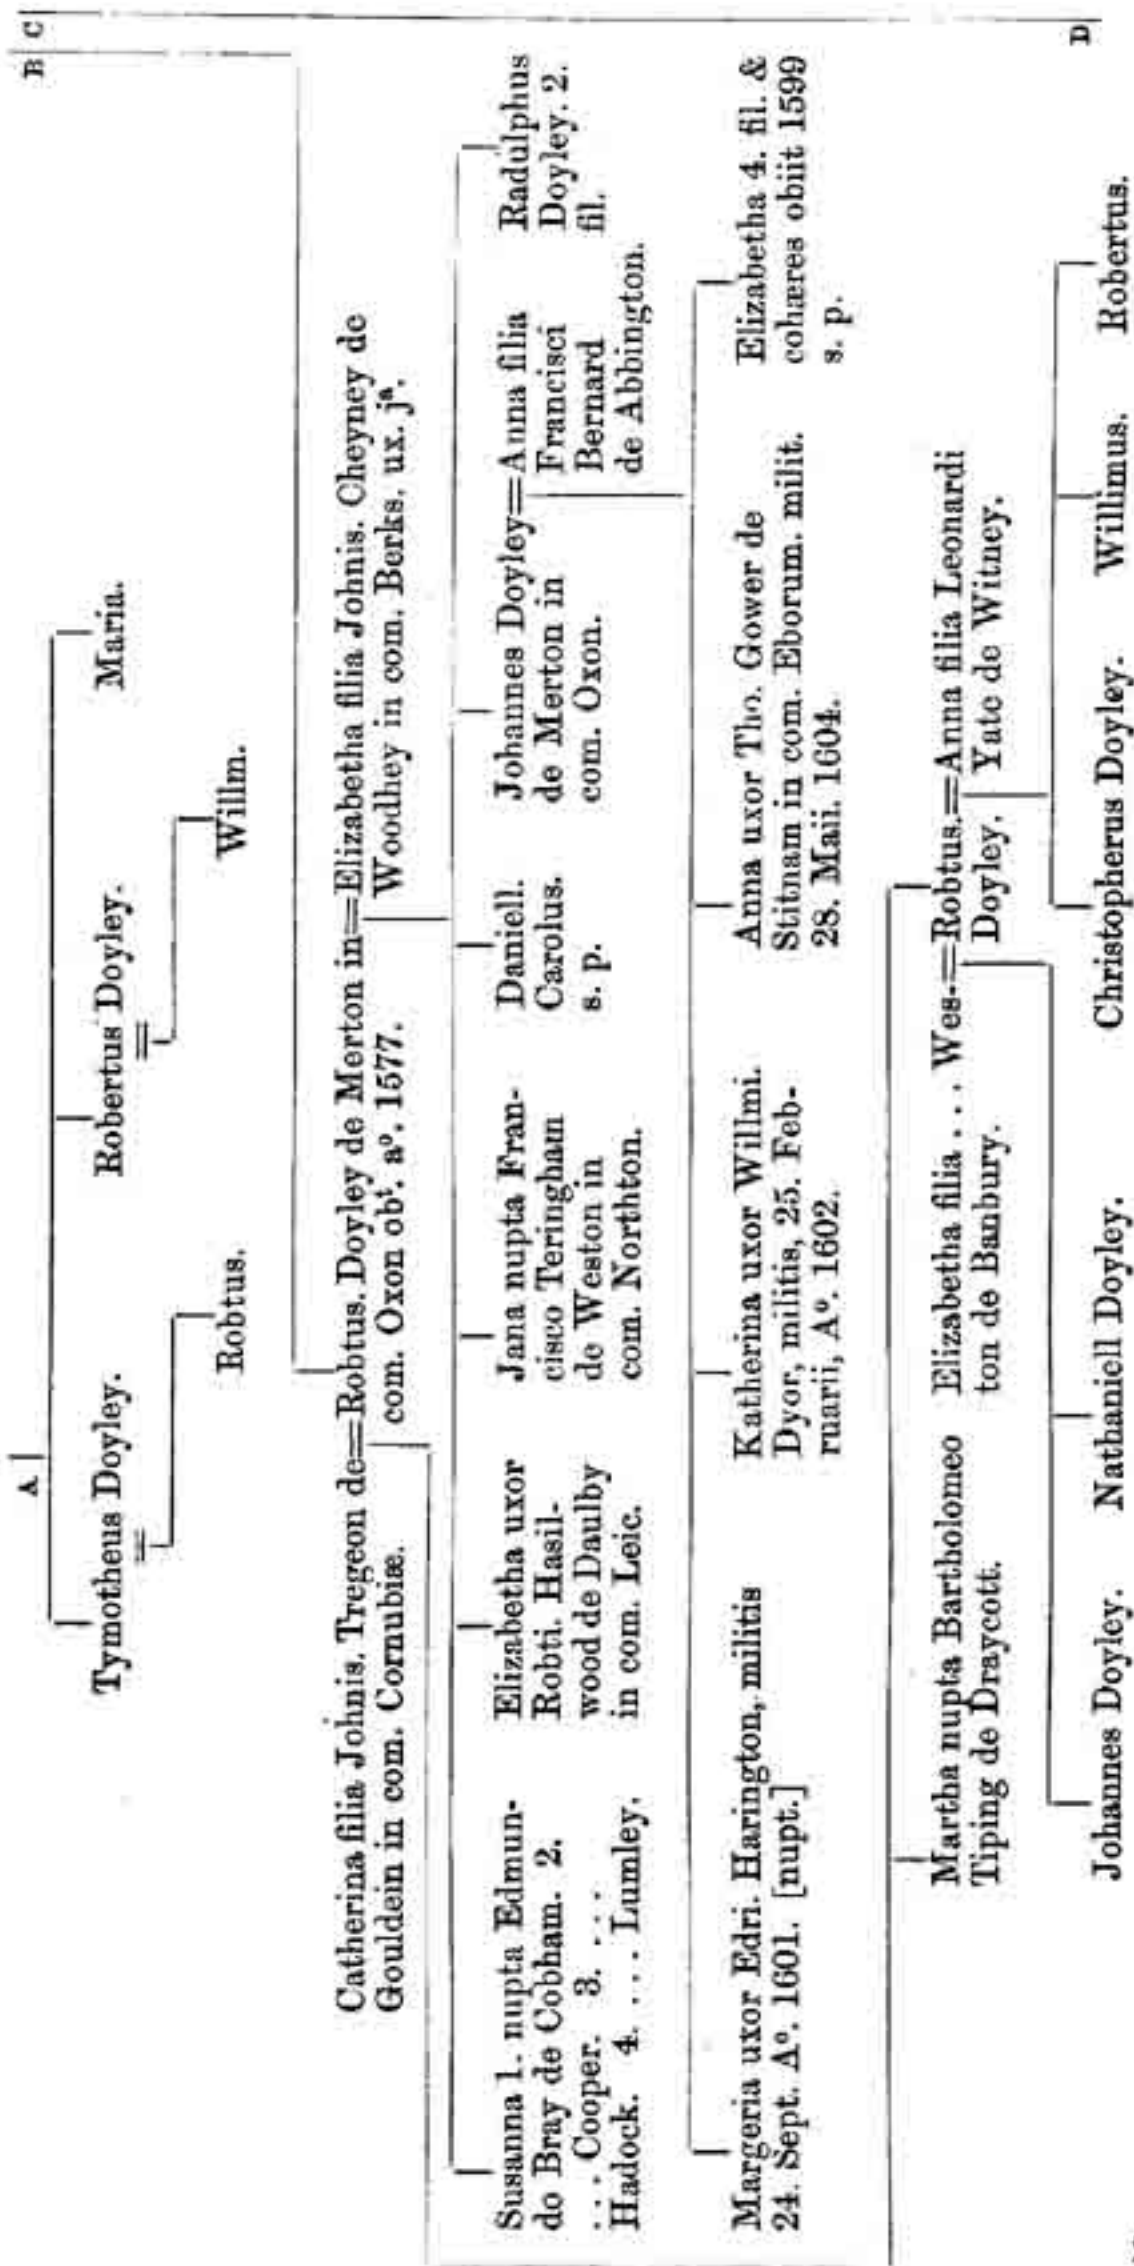 A
B
C
Tymotheus Doyley.
Robertus Doyley.
Maria.
Robtus.
Willm.
Catherina filia Johnis. Tregeon de=Robtus. Doyley de Merton in=Elizabetha filia Johnis. Cheyney de
Gouldein in com. Cornubiæ.
com. Oxon obᵗ. aº. 1577.
Woodhey in com. Berks. ux. jª.
Susanna 1. nupta Edmun-
do Bray de Cobham. 2.
... Cooper. 3. ...
Hadock. 4. ... Lumley.
Elizabetha uxor
Robti. Hasil-
wood de Daulby
in com. Leic.
Jana nupta Fran-
cisco Teringham
de Weston in
com. Northton.
Daniell.
Carolus.
s. p.
Johannes Doyley=Anna filia
de Merton in
com. Oxon.
Francisci
Bernard
de Abbington.
Radulphus
Doyley. 2.
fil.
Margeria uxor Edri. Harington, militis
24. Sept. Aº. 1601. [nupt.]
Katherina uxor Willmi.
Dyor, militis, 25. Feb-
ruarij, Aº. 1602.
Anna uxor Tho. Gower de
Stitnam in com. Eborum. milit.
28. Maii. 1604.
Elizabetha 4. fil. &
cohæres obiit 1599
s. p.
Martha nupta Bartholomeo
Tiping de Draycott.
Elizabetha filia ... Wes-=Robtus.=Anna filia Leonardi
ton de Banbury.
Doyley.
Yate de Witney.
D
Johannes Doyley.
Nathaniell Doyley.
Christopherus Doyley.
Willimus.
Robertus.